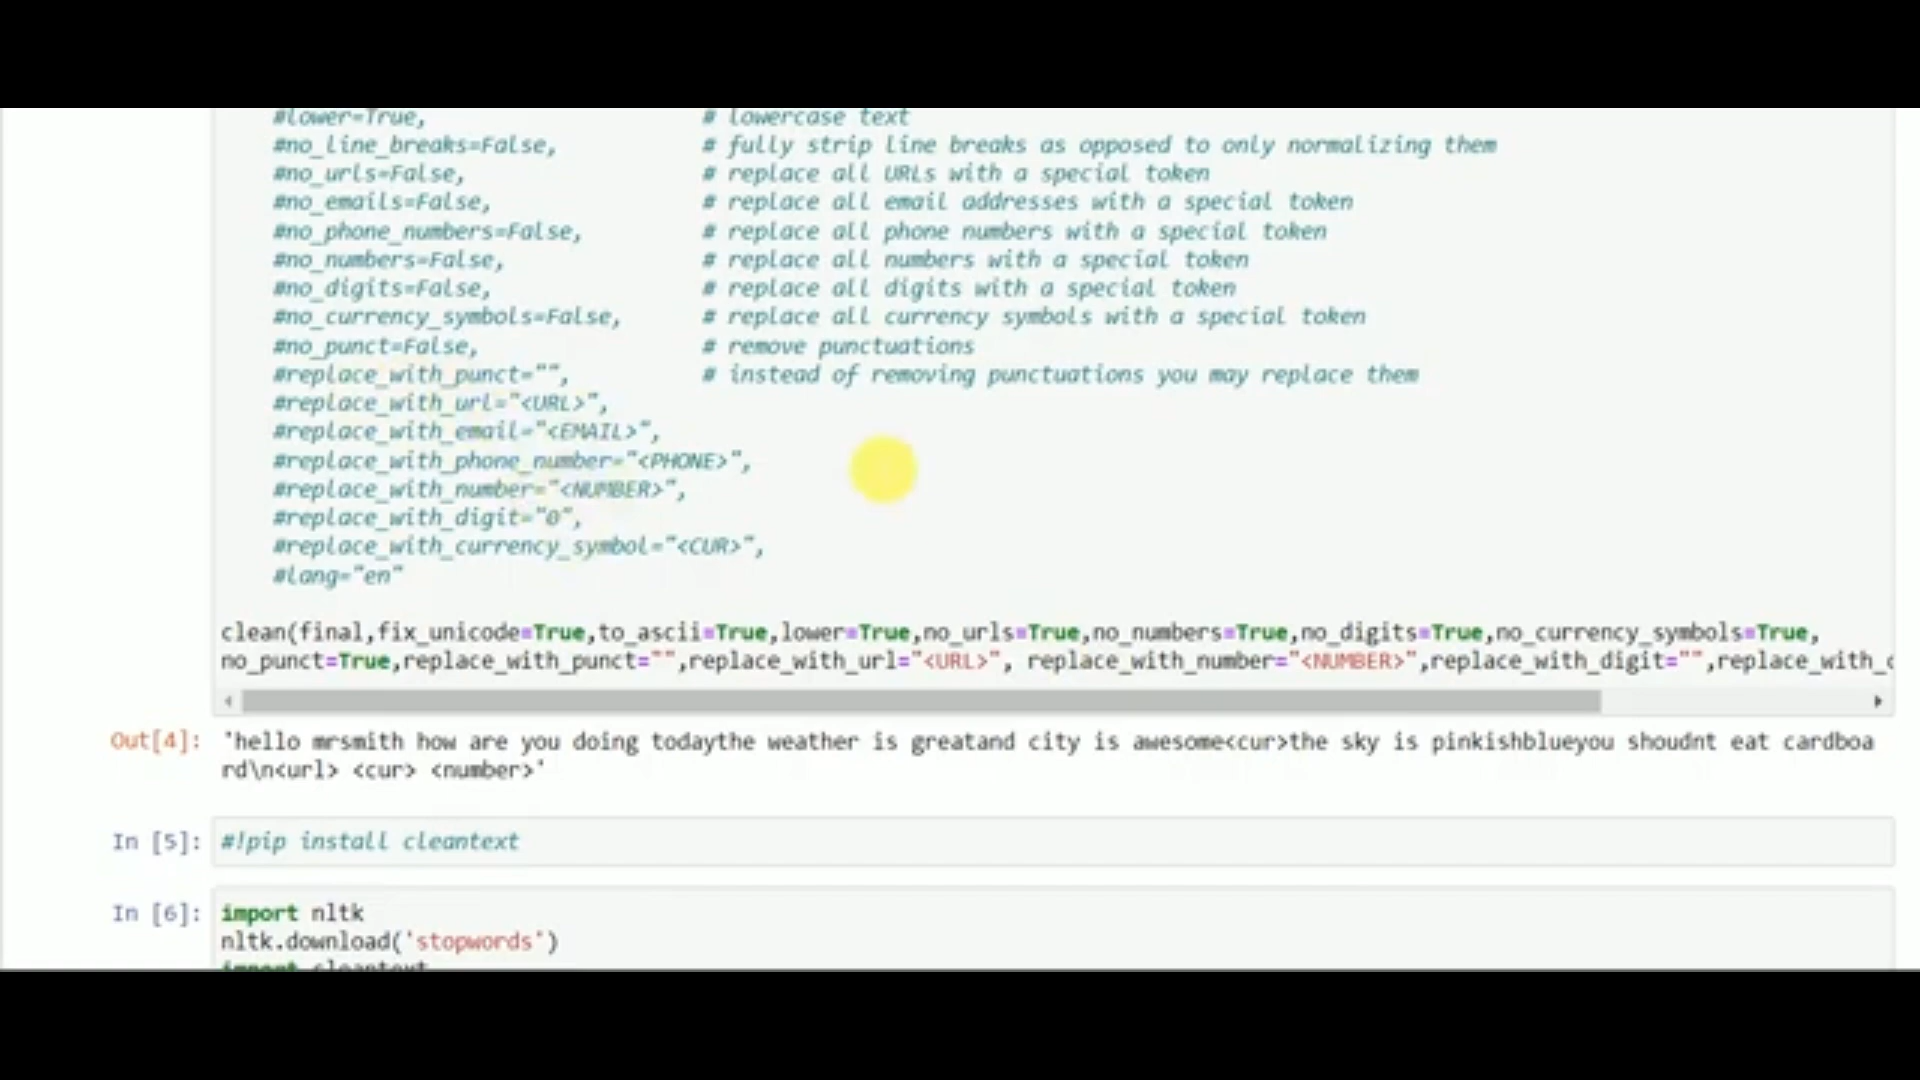 #lower=True, # lowercase text
#no_line_breaks=False, # fully strip line breaks as opposed to only normalizing them
#no_urls=False, # replace all URLs with a special token
#no_emails=False, # replace all email addresses with a special token
#no_phone_numbers=False, # replace all phone numbers with a special token
#no_numbers=False, # replace all numbers with a special token
#no_digits=False, # replace all digits with a special token
#no_currency_symbols=False, # replace all currency symbols with a special token
#no_punct=False, # remove punctuations
#replace_with_punct="", # instead of removing punctuations you may replace them
#replace_with_url="<URL>",
#replace_with_email="<EMAIL>",
#replace_with_phone_number="<PHONE>",
#replace_with_number="<NUMBER>",
#replace_with_digit="0",
#replace_with_currency_symbol="<CUR>",
#lang="en"
clean(final,fix_unicode=True,to_ascii=True,lower=True,no_urls=True,no_numbers=True,no_digits=True,no_currency_symbols=True,
no_punct=True,replace_with_punct="",replace_with_url="<URL>", replace_with_number="<NUMBER>",replace_with_digit="",replace_with_c
Out[4]: 'hello mrsmith how are you doing todaythe weather is greatand city is awesome<cur>the sky is pinkishblueyou shoudnt eat cardboa
rd\n<url> <cur> <number>'
In [5]: #!pip install cleantext
In [6]: import nltk
nltk.download('stopwords')
import cleantext